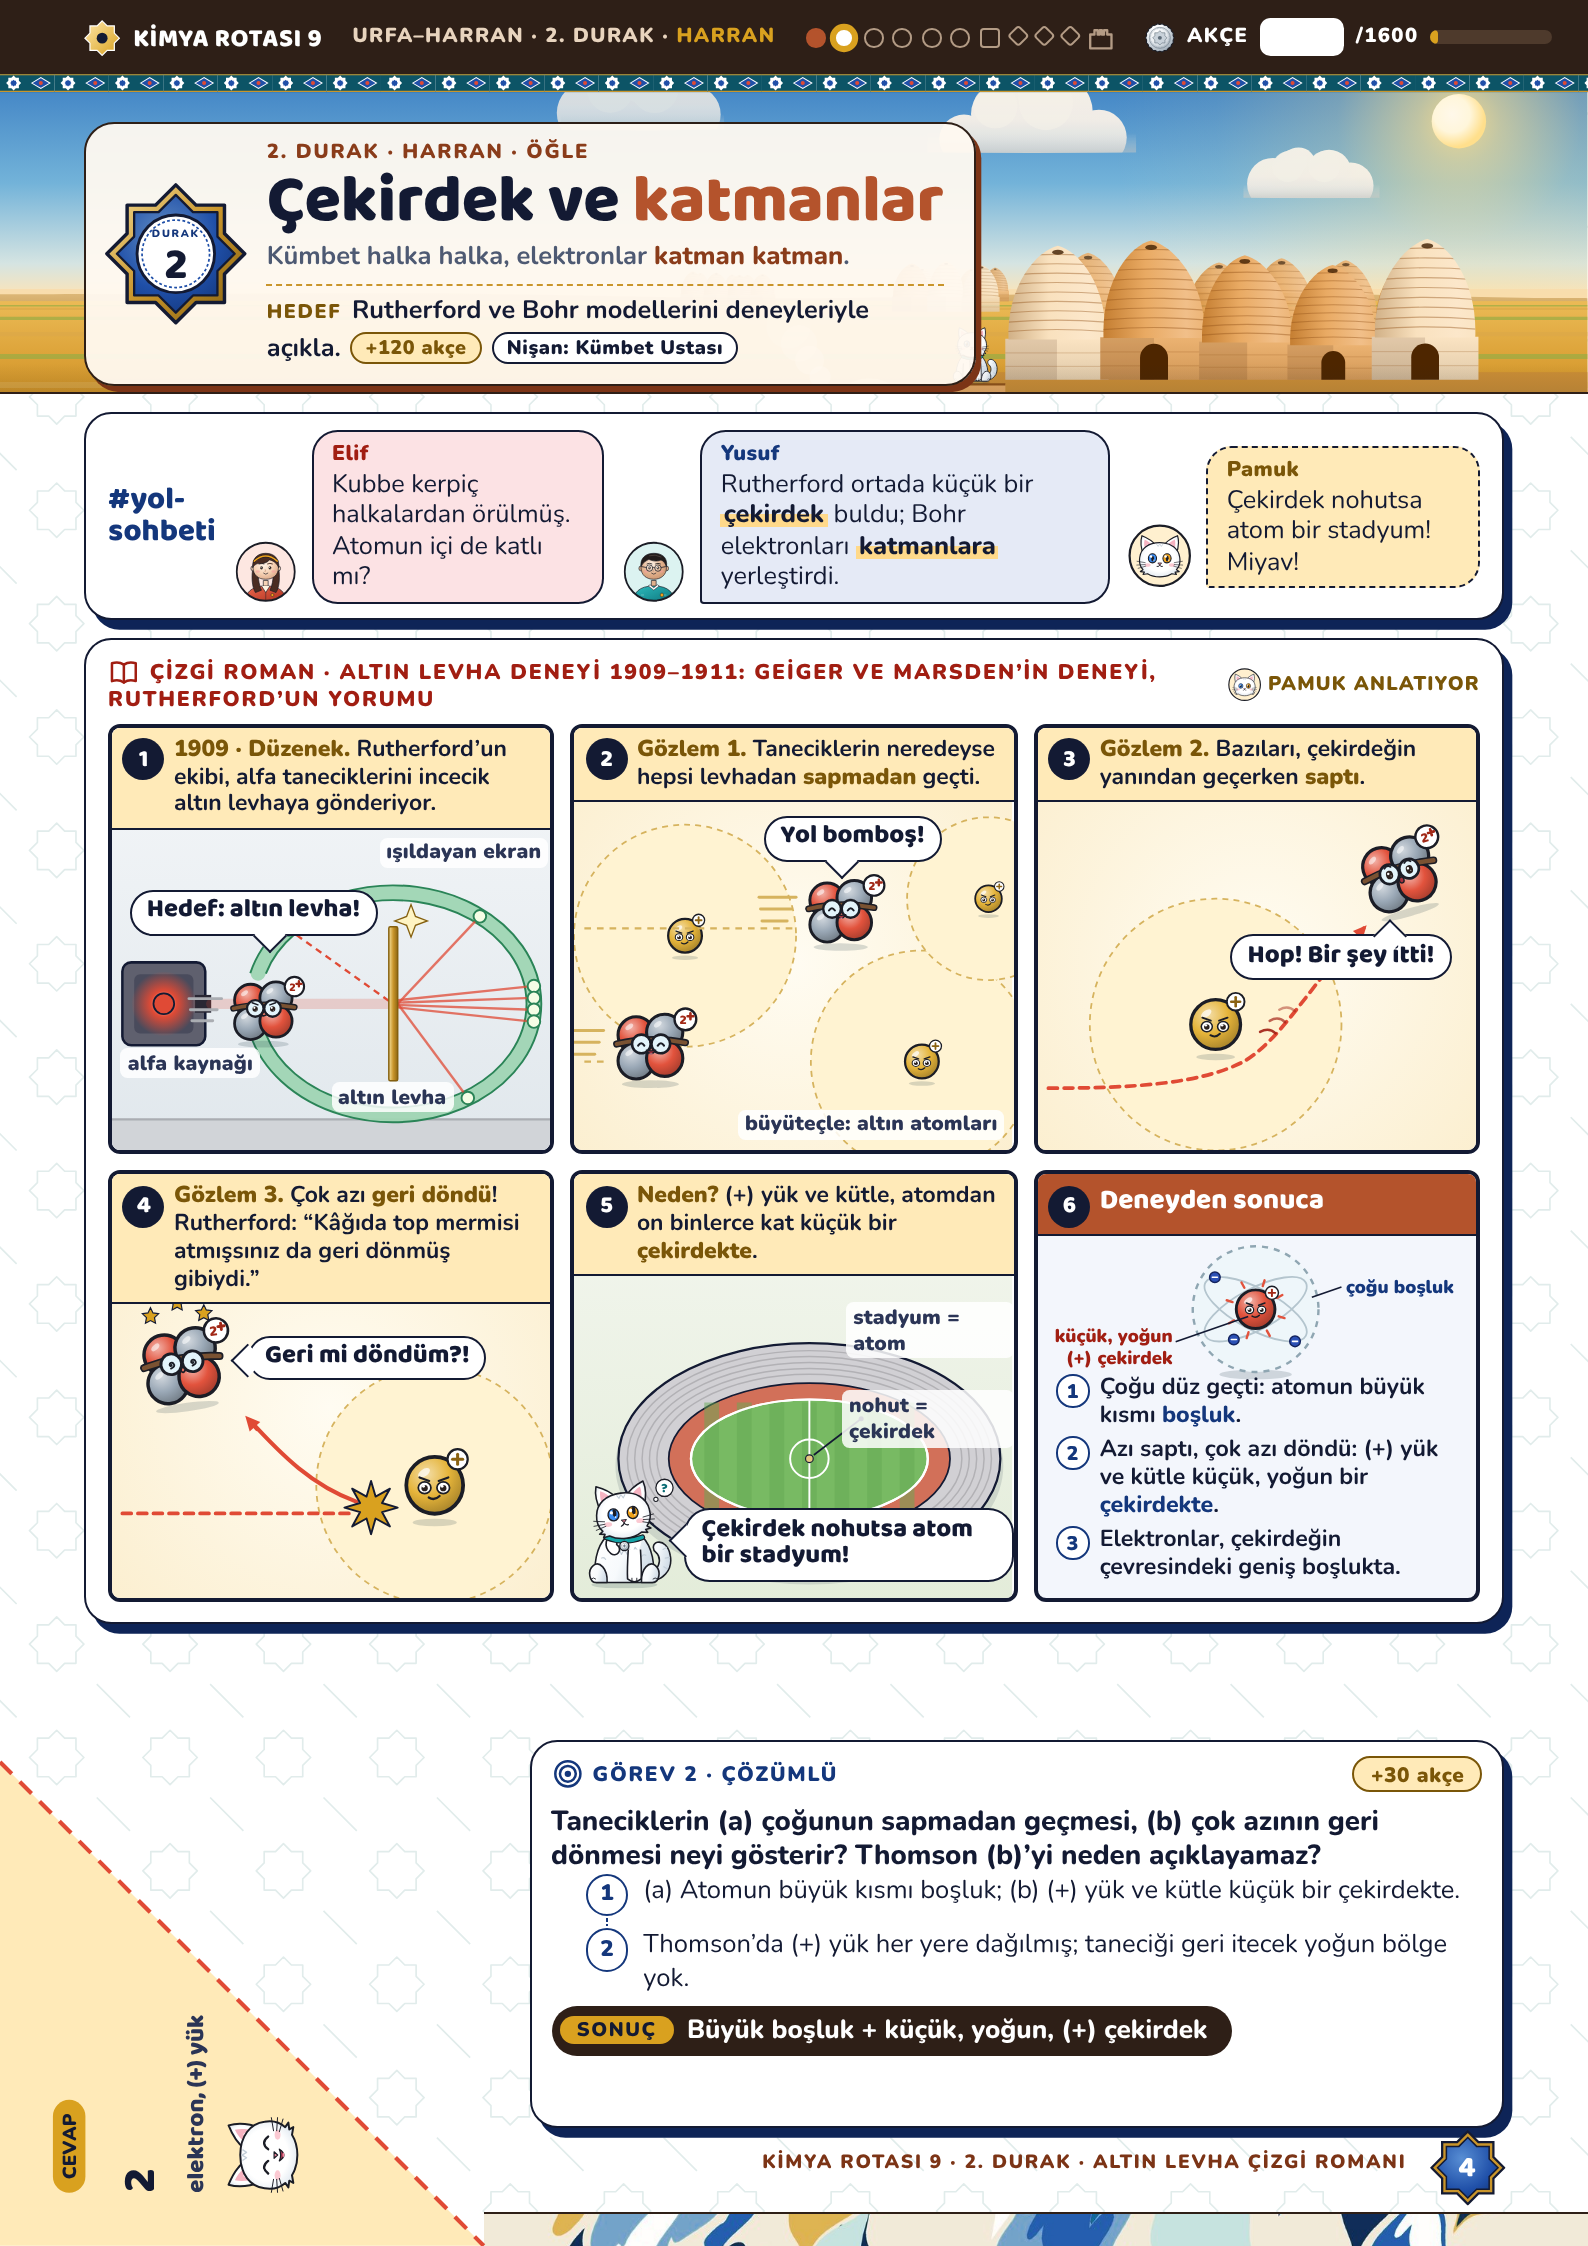 KİMYA ROTASI 9 URFA–HARRAN · 2. DURAK · HARRAN AKÇE /1600
2. DURAK · HARRAN · ÖĞLE
DURAK
2
Çekirdek ve katmanlar
Kümbet halka halka, elektronlar katman katman.
HEDEF Rutherford ve Bohr modellerini deneyleriyle
açıkla. +120 akçe Nişan: Kümbet Ustası
#yol-
sohbeti
Elif
Kubbe kerpiç
halkalardan örülmüş.
Atomun içi de katlı
mı?
Yusuf
Rutherford ortada küçük bir
çekirdek buldu; Bohr
elektronları katmanlara
yerleştirdi.
Pamuk
Çekirdek nohutsa
atom bir stadyum!
Miyav!
ÇİZGİ ROMAN · ALTIN LEVHA DENEYİ 1909–1911: GEİGER VE MARSDEN’İN DENEYİ,
RUTHERFORD’UN YORUMU
PAMUK ANLATIYOR
1 1909 · Düzenek. Rutherford’un
ekibi, alfa taneciklerini incecik
altın levhaya gönderiyor.
ışıldayan ekran
Hedef: altın levha!
2+
alfa kaynağı
altın levha
2 Gözlem 1. Taneciklerin neredeyse
hepsi levhadan sapmadan geçti.
Yol bomboş!
2+
+
+
2+
+
büyüteçle: altın atomları
3 Gözlem 2. Bazıları, çekirdeğin
yanından geçerken saptı.
2+
Hop! Bir şey itti!
+
4 Gözlem 3. Çok azı geri döndü!
Rutherford: “Kâğıda top mermisi
atmışsınız da geri dönmüş
gibiydi.”
2+
Geri mi döndüm?!
+
5 Neden? (+) yük ve kütle, atomdan
on binlerce kat küçük bir
çekirdekte.
stadyum =
atom
nohut =
çekirdek
?
Çekirdek nohutsa atom
bir stadyum!
6 Deneyden sonuca
−
+
çoğu boşluk
küçük, yoğun
(+) çekirdek
−
−
1 Çoğu düz geçti: atomun büyük
kısmı boşluk.
2 Azı saptı, çok azı döndü: (+) yük
ve kütle küçük, yoğun bir
çekirdekte.
3 Elektronlar, çekirdeğin
çevresindeki geniş boşlukta.
GÖREV 2 · ÇÖZÜMLÜ
+30 akçe
Taneciklerin (a) çoğunun sapmadan geçmesi, (b) çok azının geri
dönmesi neyi gösterir? Thomson (b)’yi neden açıklayamaz?
1 (a) Atomun büyük kısmı boşluk; (b) (+) yük ve kütle küçük bir çekirdekte.
2 Thomson’da (+) yük her yere dağılmış; taneciği geri itecek yoğun bölge
yok.
SONUÇ Büyük boşluk + küçük, yoğun, (+) çekirdek
CEVAP
2
elektron, (+) yük
KİMYA ROTASI 9 · 2. DURAK · ALTIN LEVHA ÇİZGİ ROMANI 4